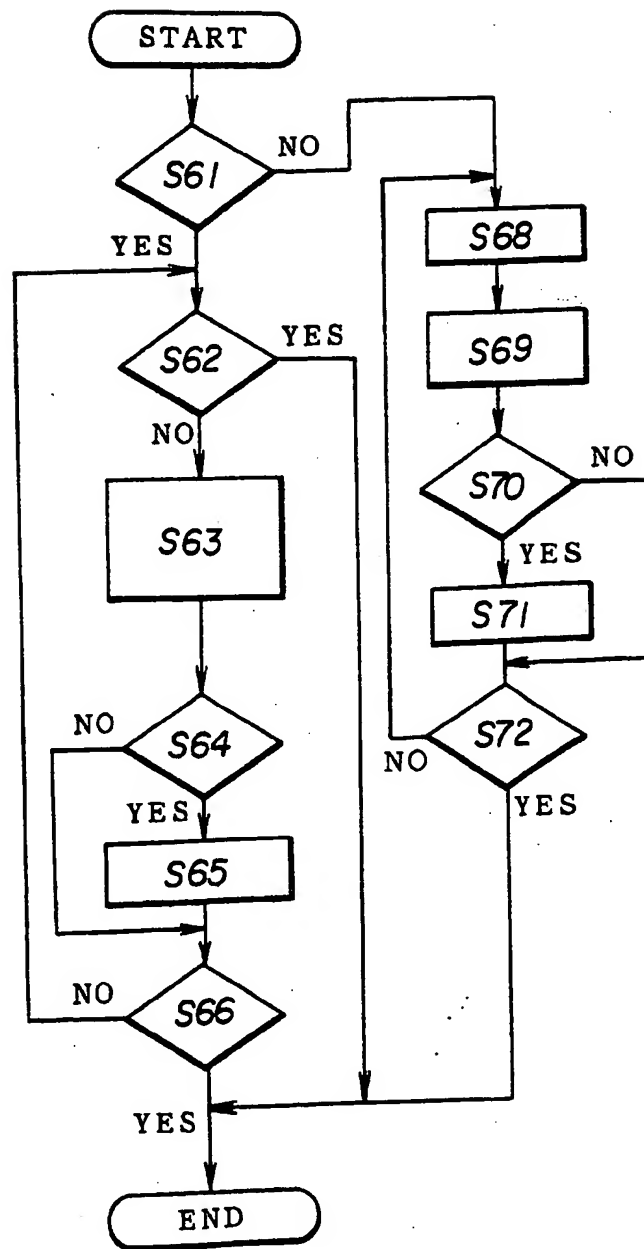 START
S61
NO
YES
S62
YES
NO
S63
S64
NO
YES
S65
S66
NO
YES
END
S68
S69
S70
NO
YES
S71
S72
NO
YES